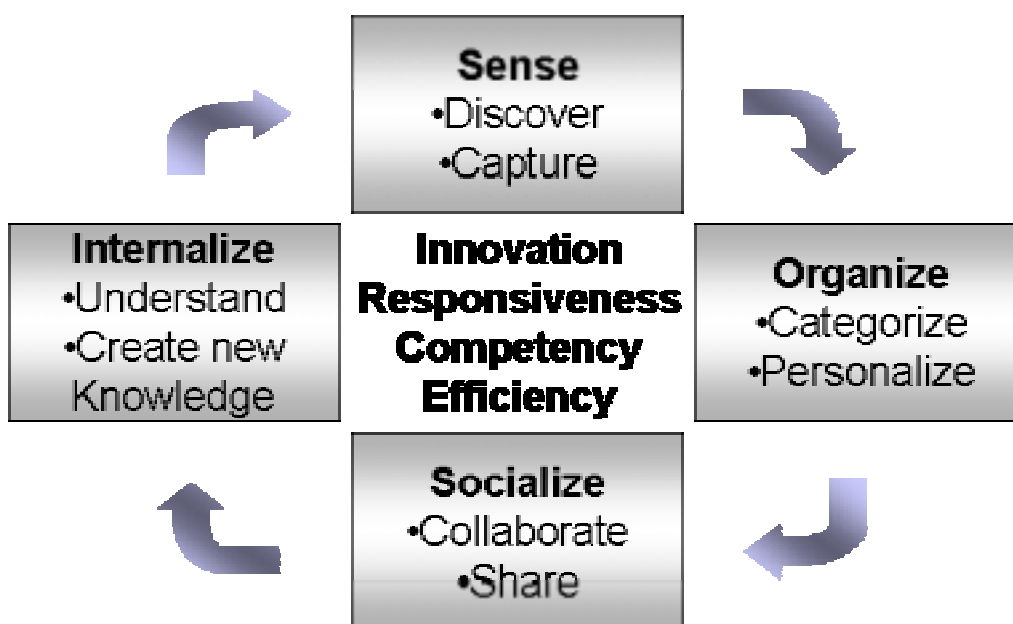 Sense
•Discover
•Capture
Internalize
•Understand
•Create new
Knowledge
Innovation
Responsiveness
Competency
Efficiency
Organize
•Categorize
•Personalize
Socialize
•Collaborate
•Share